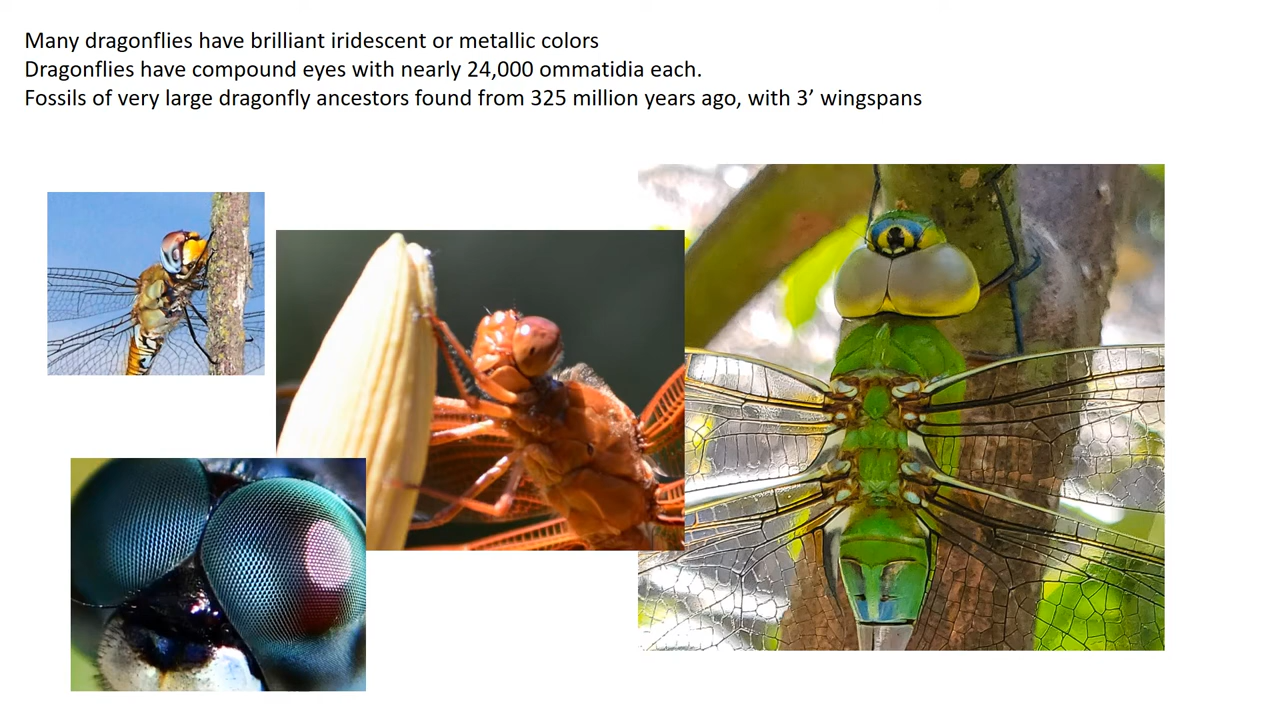 Many dragonflies have brilliant iridescent or metallic colors
Dragonflies have compound eyes with nearly 24,000 ommatidia each.
Fossils of very large dragonfly ancestors found from 325 million years ago, with 3’ wingspans